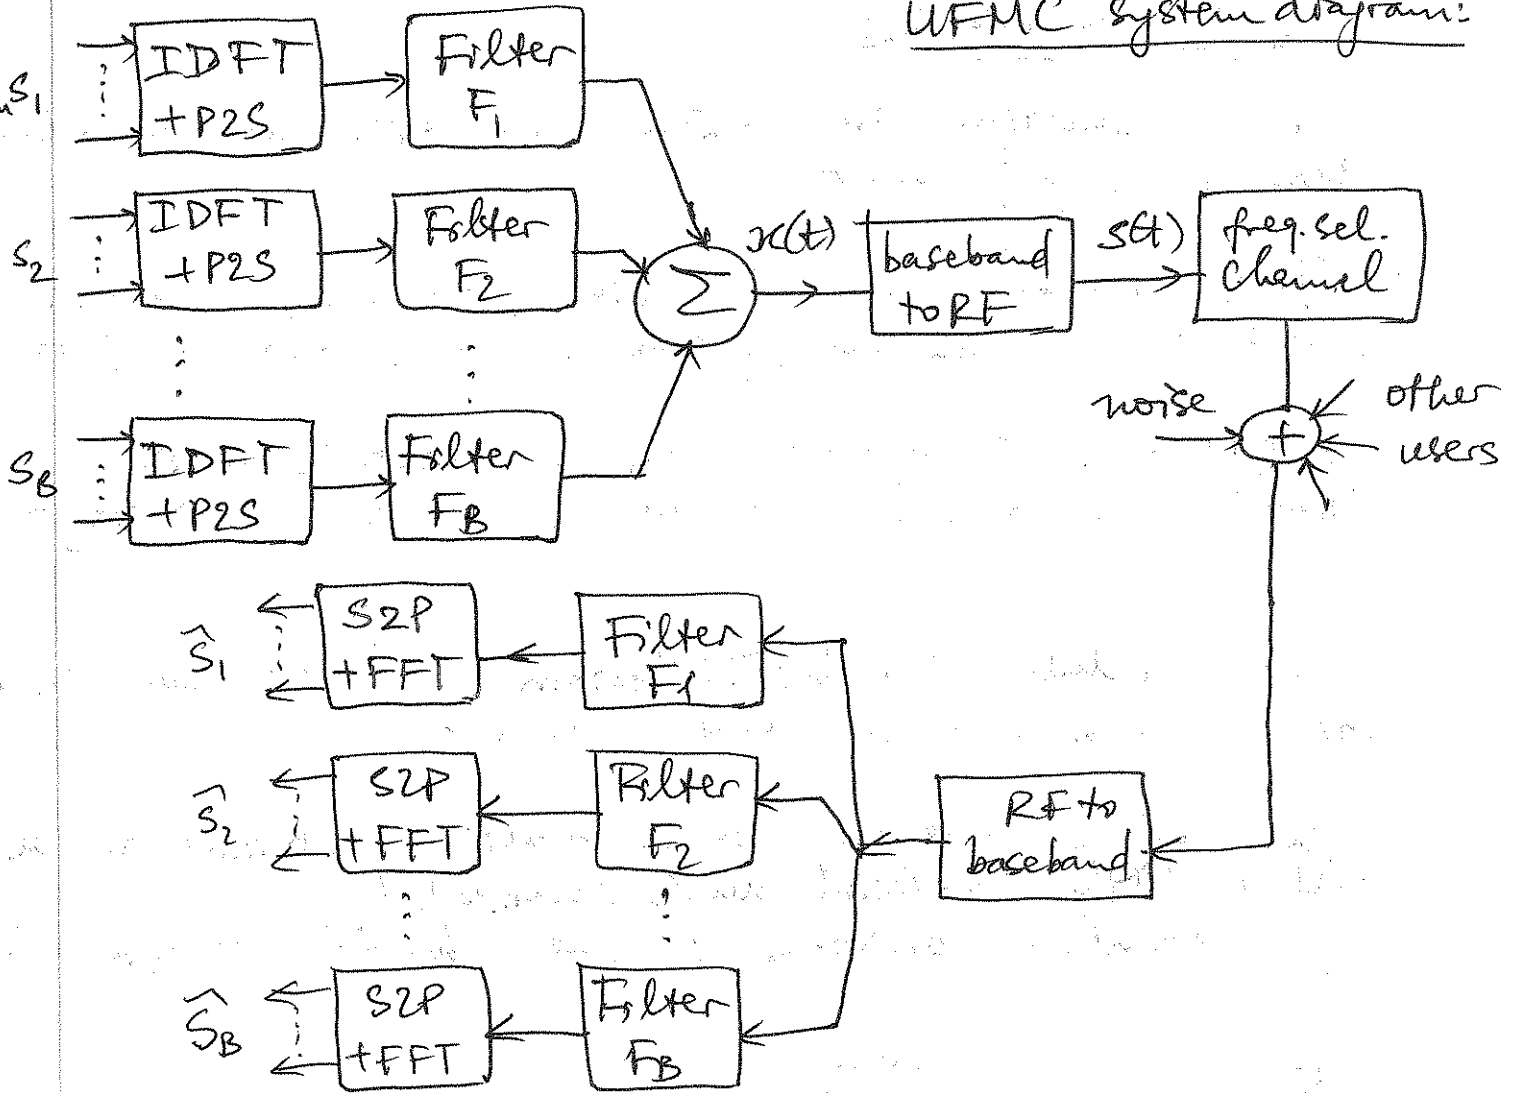 UFMC system diagram:
S1
IDFT
+P2S
Filter
F1
S2
IDFT
+P2S
Filter
F2
Σ
x(t)
baseband
to RF
s(t)
freq. sel.
channel
noise
+
other
users
SB
IDFT
+P2S
Filter
FB
Ŝ1
S2P
+FFT
Filter
F1
Ŝ2
S2P
+FFT
Filter
F2
RF to
baseband
ŜB
S2P
+FFT
Filter
FB